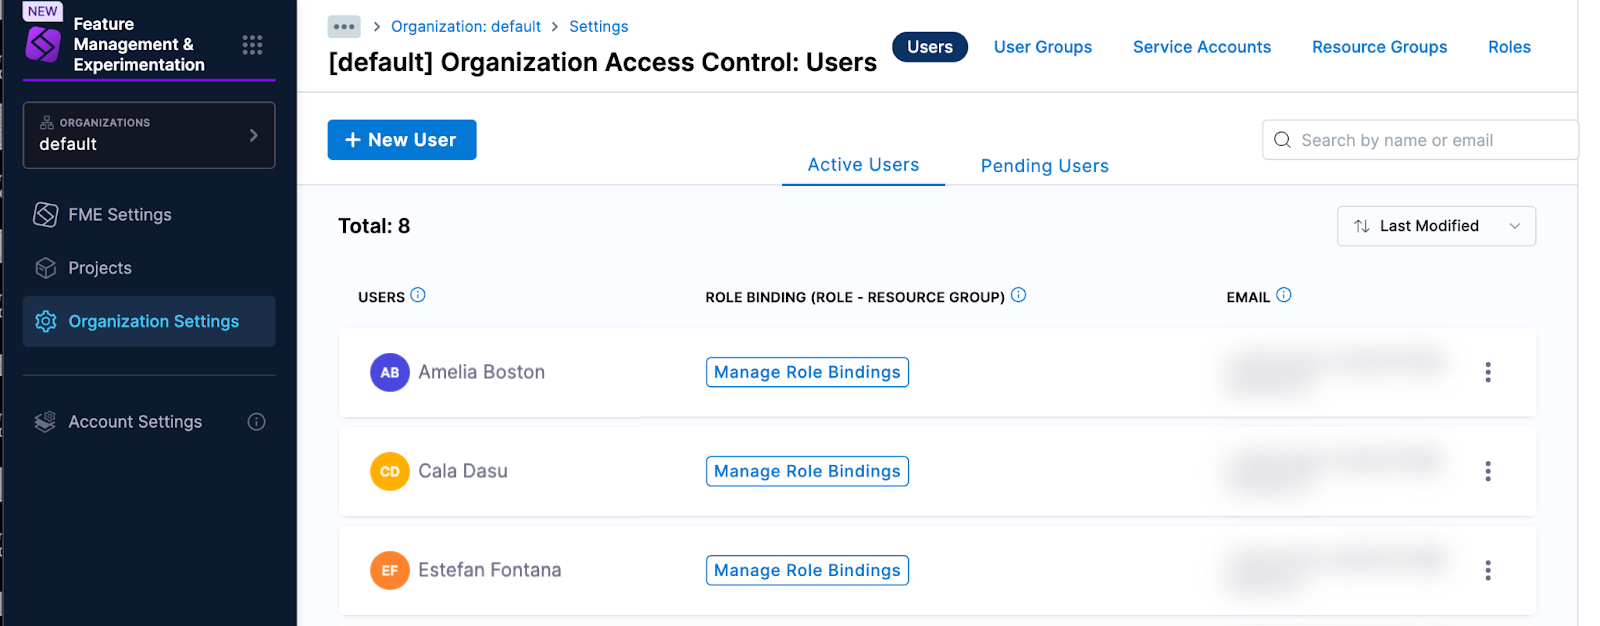 NEW
Feature
Management &
Experimentation
ORGANIZATIONS
default
FME Settings
Projects
Organization Settings
Account Settings
••• > Organization: default > Settings
[default] Organization Access Control: Users
Users User Groups Service Accounts Resource Groups Roles
+ New User
Active Users Pending Users
Search by name or email
Total: 8
Last Modified
USERS ROLE BINDING (ROLE - RESOURCE GROUP) EMAIL
AB Amelia Boston Manage Role Bindings
CD Cala Dasu Manage Role Bindings
EF Estefan Fontana Manage Role Bindings